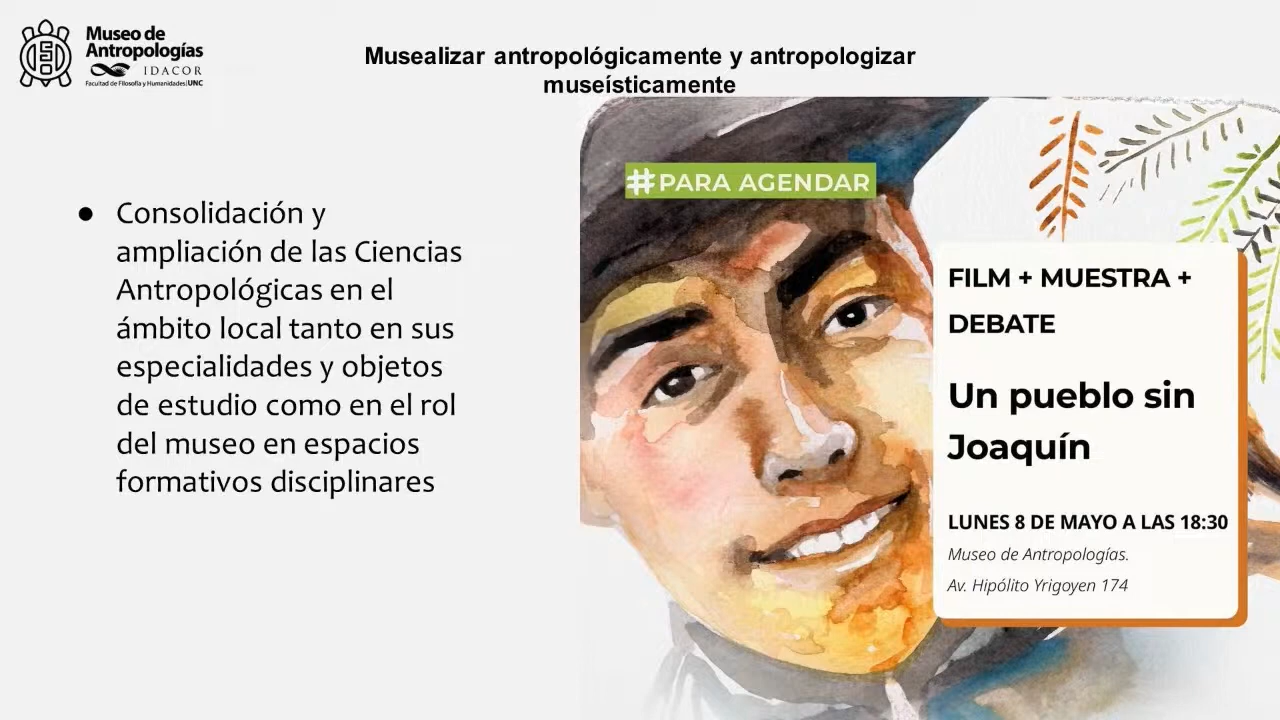 Museo de
Antropologías
IDACOR
Facultad de Filosofía y Humanidades | UNC
Musealizar antropológicamente y antropologizar
museísticamente
● Consolidación y
ampliación de las Ciencias
Antropológicas en el
ámbito local tanto en sus
especialidades y objetos
de estudio como en el rol
del museo en espacios
formativos disciplinares
#PARA AGENDAR
FILM + MUESTRA +
DEBATE
Un pueblo sin
Joaquín
LUNES 8 DE MAYO A LAS 18:30
Museo de Antropologías.
Av. Hipólito Yrigoyen 174